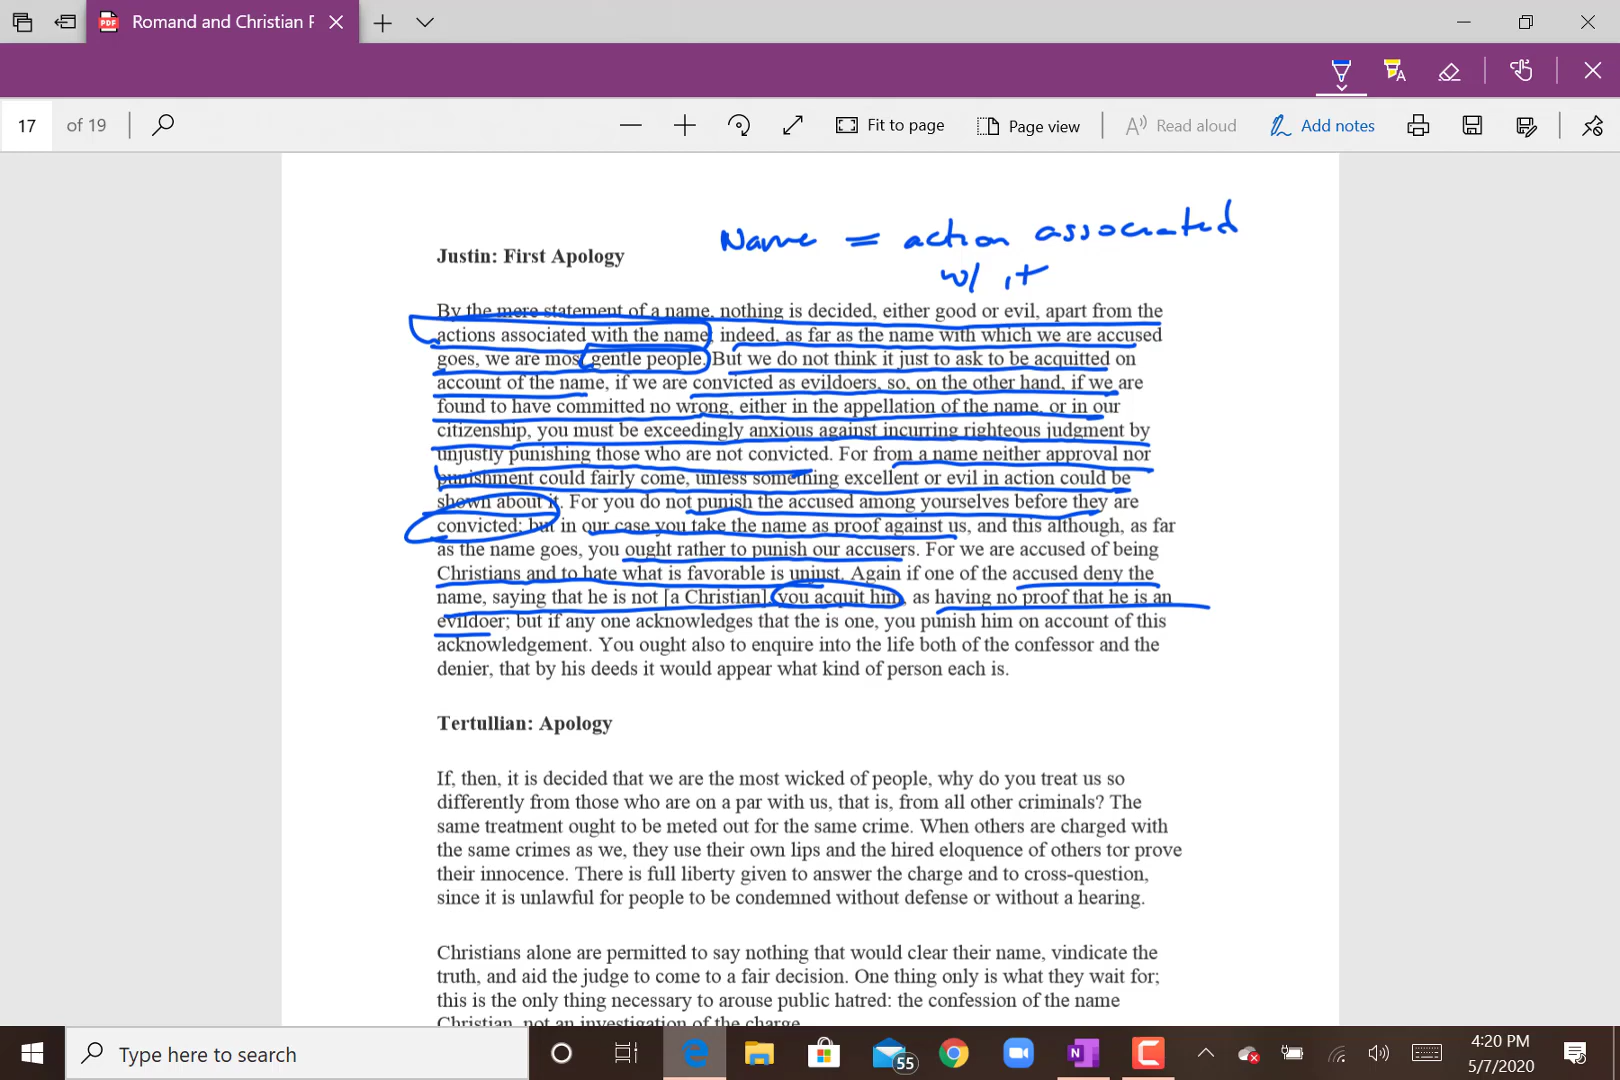 Romand and Christian F
17 of 19
Fit to page
Page view
Read aloud
Add notes
Name = action associated
w/ it
Justin: First Apology
By the mere statement of a name, nothing is decided, either good or evil, apart from the
actions associated with the name; indeed, as far as the name with which we are accused
goes, we are most gentle people. But we do not think it just to ask to be acquitted on
account of the name, if we are convicted as evildoers, so, on the other hand, if we are
found to have committed no wrong, either in the appellation of the name, or in our
citizenship, you must be exceedingly anxious against incurring righteous judgment by
unjustly punishing those who are not convicted. For from a name neither approval nor
punishment could fairly come, unless something excellent or evil in action could be
shown about it. For you do not punish the accused among yourselves before they are
convicted; but in our case you take the name as proof against us, and this although, as far
as the name goes, you ought rather to punish our accusers. For we are accused of being
Christians and to hate what is favorable is unjust. Again if one of the accused deny the
name, saying that he is not [a Christian], you acquit him, as having no proof that he is an
evildoer; but if any one acknowledges that the is one, you punish him on account of this
acknowledgement. You ought also to enquire into the life both of the confessor and the
denier, that by his deeds it would appear what kind of person each is.
Tertullian: Apology
If, then, it is decided that we are the most wicked of people, why do you treat us so
differently from those who are on a par with us, that is, from all other criminals? The
same treatment ought to be meted out for the same crime. When others are charged with
the same crimes as we, they use their own lips and the hired eloquence of others tor prove
their innocence. There is full liberty given to answer the charge and to cross-question,
since it is unlawful for people to be condemned without defense or without a hearing.
Christians alone are permitted to say nothing that would clear their name, vindicate the
truth, and aid the judge to come to a fair decision. One thing only is what they wait for;
this is the only thing necessary to arouse public hatred: the confession of the name
Christian, not an investigation of the charge.
Type here to search
55
4:20 PM
5/7/2020